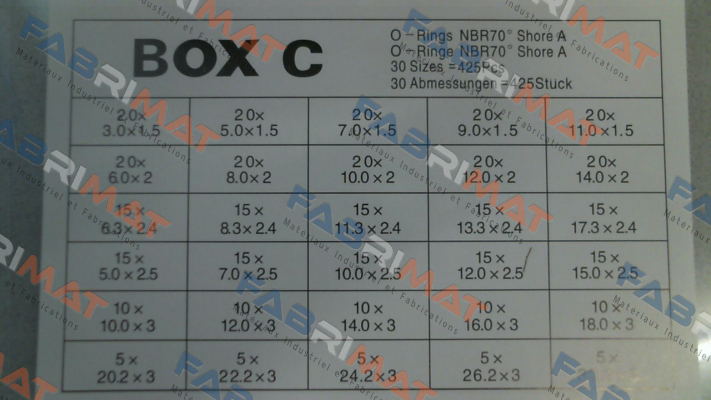 BOX C
O-Rings NBR70° Shore A
O-Ringe NBR70° Shore A
30 Sizes = 425Pcs
30 Abmessungen = 425Stuck
20× 20× 20× 20× 20×
3.0×1.5 5.0×1.5 7.0×1.5 9.0×1.5 11.0×1.5
20× 20× 20× 20× 20×
6.0×2 8.0×2 10.0×2 12.0×2 14.0×2
15× 15× 15× 15× 15×
6.3×2.4 8.3×2.4 11.3×2.4 13.3×2.4 17.3×2.4
15× 15× 15× 15× 15×
5.0×2.5 7.0×2.5 10.0×2.5 12.0×2.5 15.0×2.5
10× 10× 10× 10× 10×
10.0×3 12.0×3 14.0×3 16.0×3 18.0×3
5× 5× 5× 5× 5×
20.2×3 22.2×3 24.2×3 26.2×3
FABRIMAT
Materiaux Industriel et Fabrications